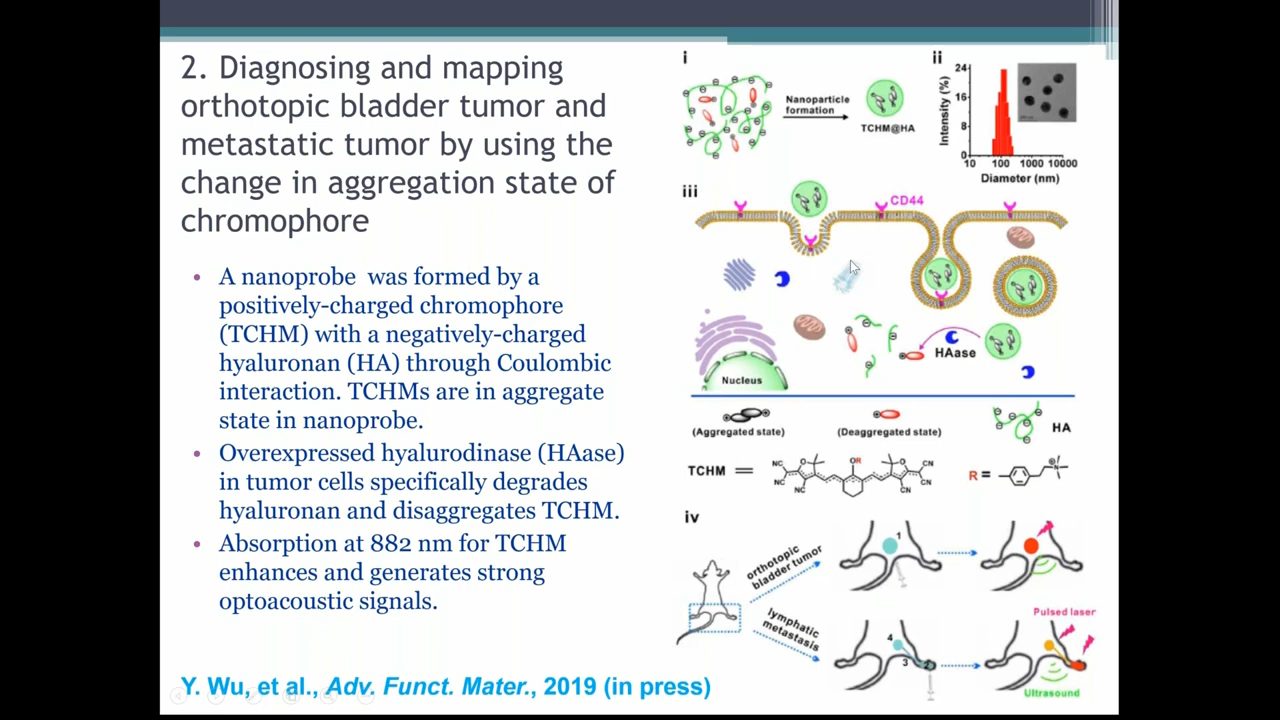 2. Diagnosing and mapping
orthotopic bladder tumor and
metastatic tumor by using the
change in aggregation state of
chromophore
• A nanoprobe was formed by a
positively-charged chromophore
(TCHM) with a negatively-charged
hyaluronan (HA) through Coulombic
interaction. TCHMs are in aggregate
state in nanoprobe.
• Overexpressed hyalurodinase (HAase)
in tumor cells specifically degrades
hyaluronan and disaggregates TCHM.
• Absorption at 882 nm for TCHM
enhances and generates strong
optoacoustic signals.
Y. Wu, et al., Adv. Funct. Mater., 2019 (in press)
i
Nanoparticle
formation
TCHM@HA
ii
Intensity (%)
24
16
8
0
10 100 1000 10000
Diameter (nm)
iii
CD44
HAase
Nucleus
(Aggregated state)
(Deaggregated state)
HA
TCHM
NC
NC
NC
OR
CN
CN
CN
R =
N
iv
orthotopic
bladder tumor
1
lymphatic
metastasis
4
3
2
Pulsed laser
Ultrasound